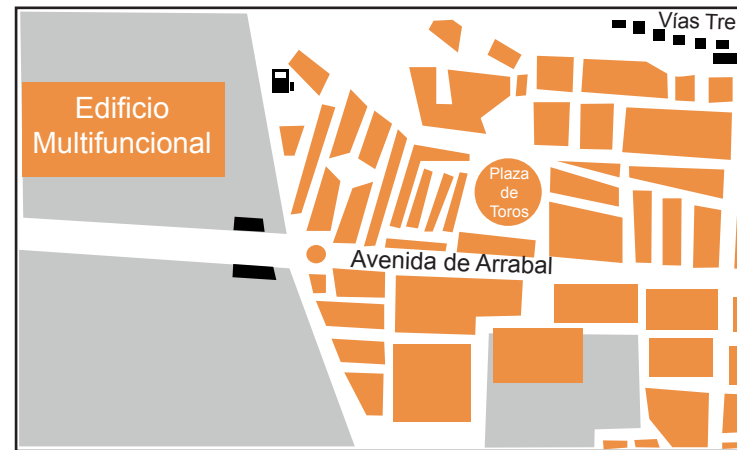 Vías Tre
Edificio
Multifuncional
Plaza
de
Toros
Avenida de Arrabal